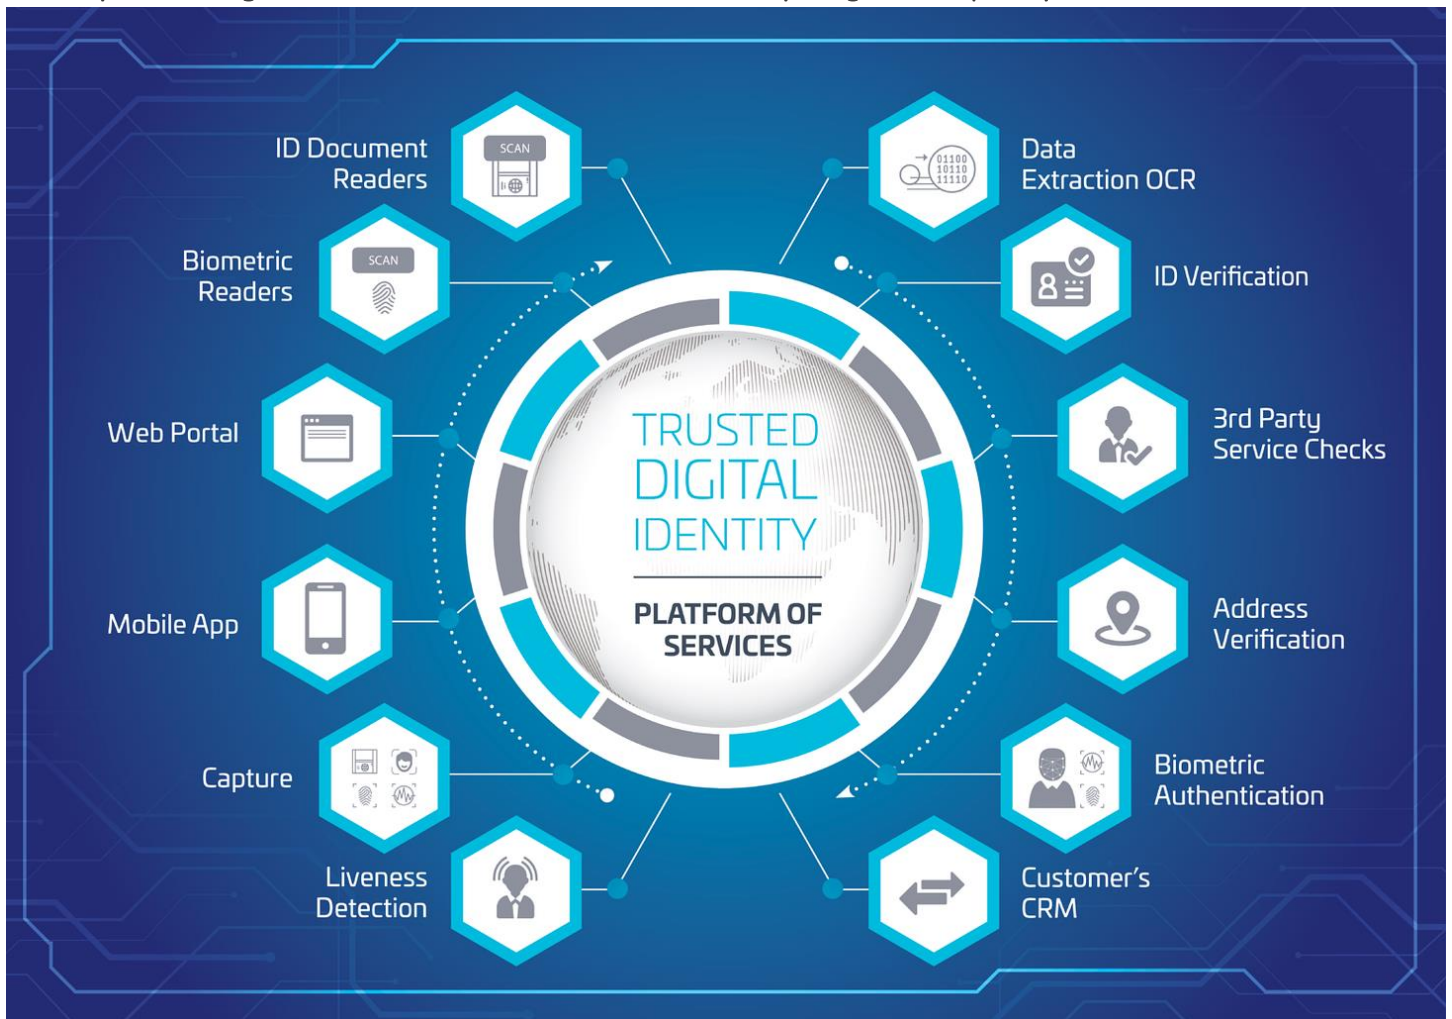 ID Document
Readers
SCAN
Biometric
Readers
SCAN
Web Portal
Mobile App
Capture
Liveness
Detection
TRUSTED
DIGITAL
IDENTITY
PLATFORM OF
SERVICES
01100
10110
11110
Data
Extraction OCR
ID Verification
3rd Party
Service Checks
Address
Verification
Biometric
Authentication
Customer's
CRM